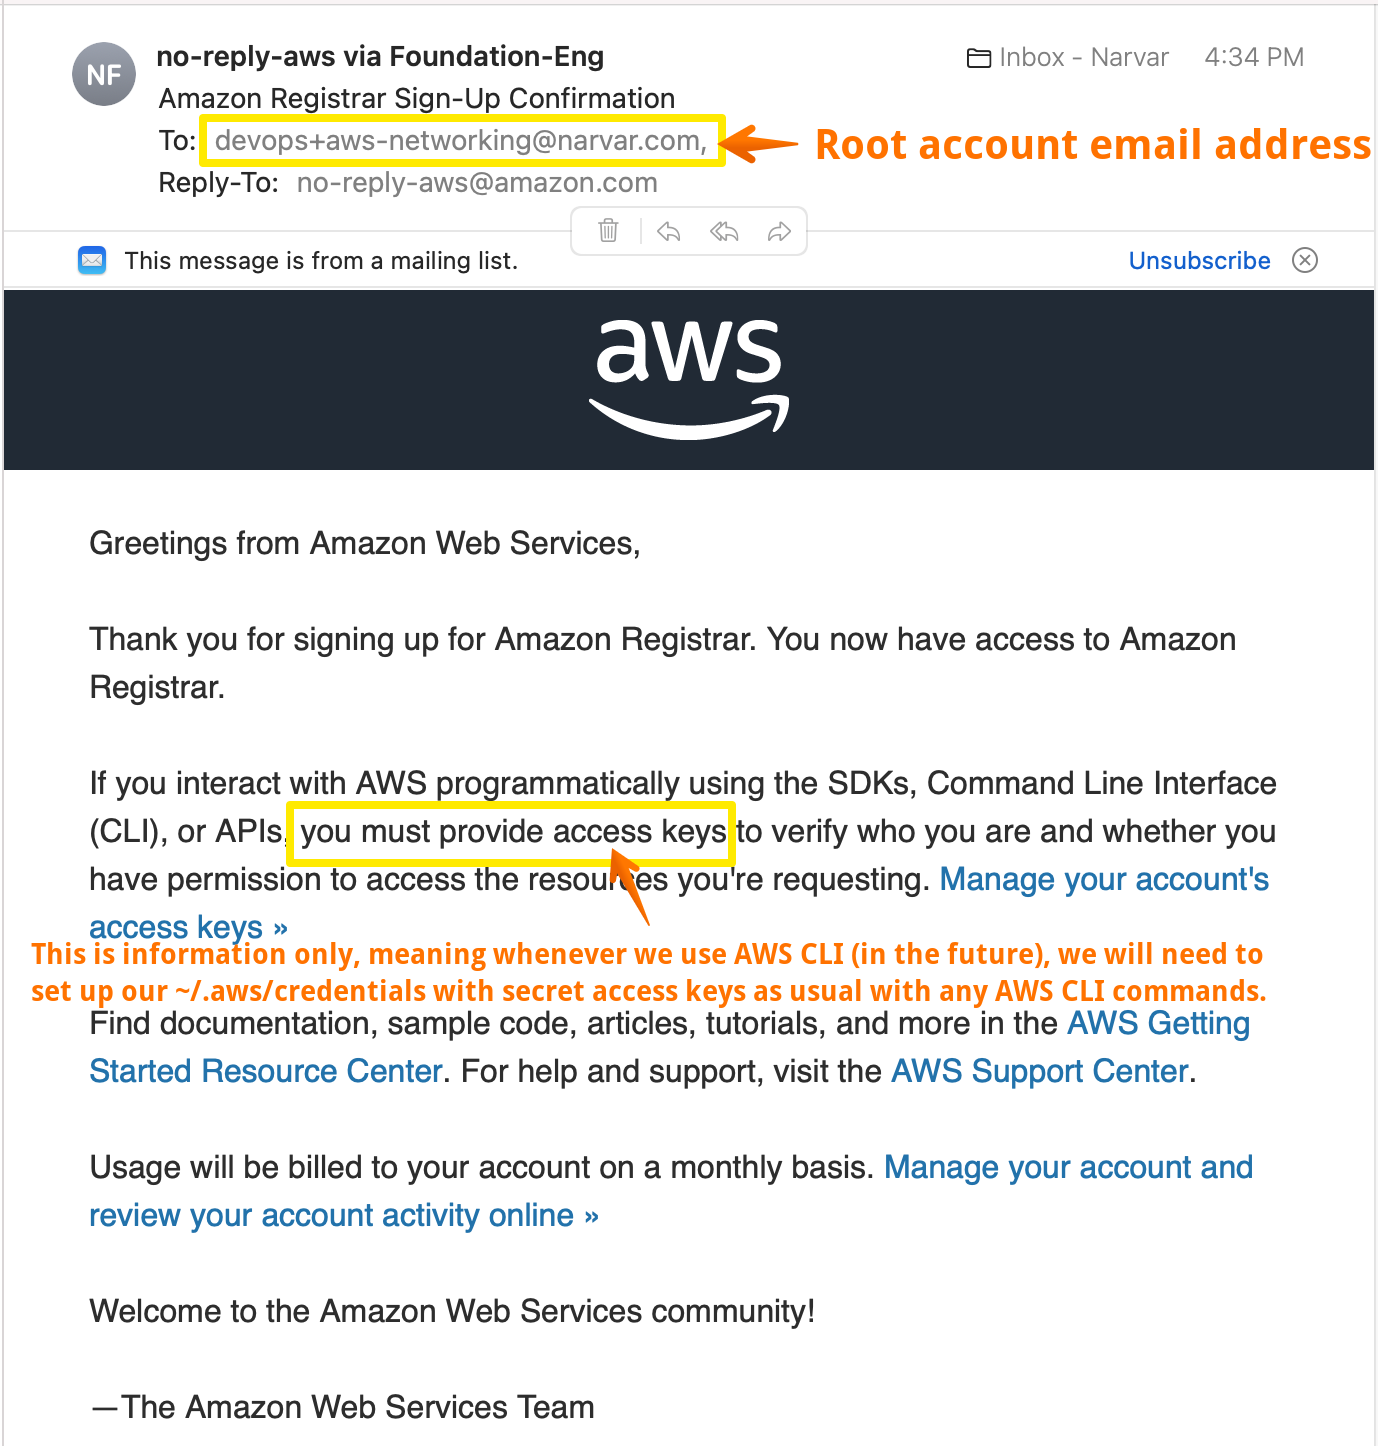 NF
no-reply-aws via Foundation-Eng
Inbox - Narvar 4:34 PM
Amazon Registrar Sign-Up Confirmation
To: devops+aws-networking@narvar.com,
Root account email address
Reply-To: no-reply-aws@amazon.com
This message is from a mailing list.
Unsubscribe
aws
Greetings from Amazon Web Services,
Thank you for signing up for Amazon Registrar. You now have access to Amazon
Registrar.
If you interact with AWS programmatically using the SDKs, Command Line Interface
(CLI), or APIs, you must provide access keys to verify who you are and whether you
have permission to access the resources you're requesting. Manage your account's
access keys »
This is information only, meaning whenever we use AWS CLI (in the future), we will need to
set up our ~/.aws/credentials with secret access keys as usual with any AWS CLI commands.
Find documentation, sample code, articles, tutorials, and more in the AWS Getting
Started Resource Center. For help and support, visit the AWS Support Center.
Usage will be billed to your account on a monthly basis. Manage your account and
review your account activity online »
Welcome to the Amazon Web Services community!
—The Amazon Web Services Team